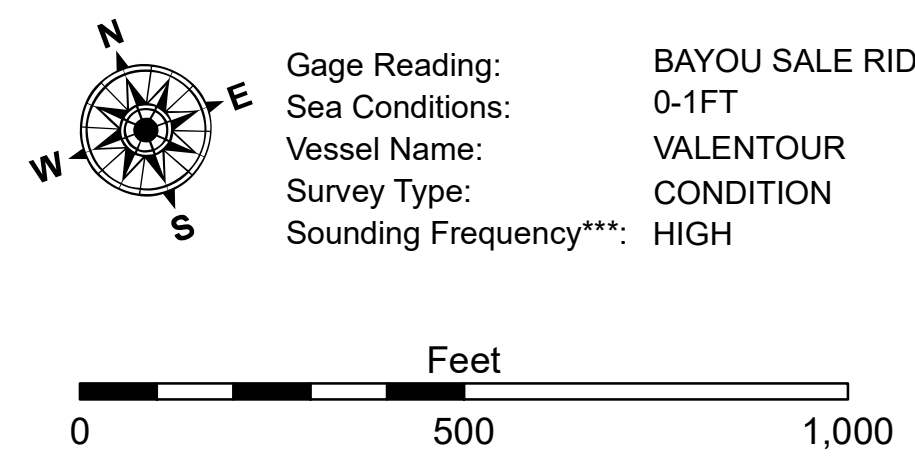 N
E
W
S
Gage Reading: BAYOU SALE RID
Sea Conditions: 0-1FT
Vessel Name: VALENTOUR
Survey Type: CONDITION
Sounding Frequency***: HIGH
Feet
0 500 1,000